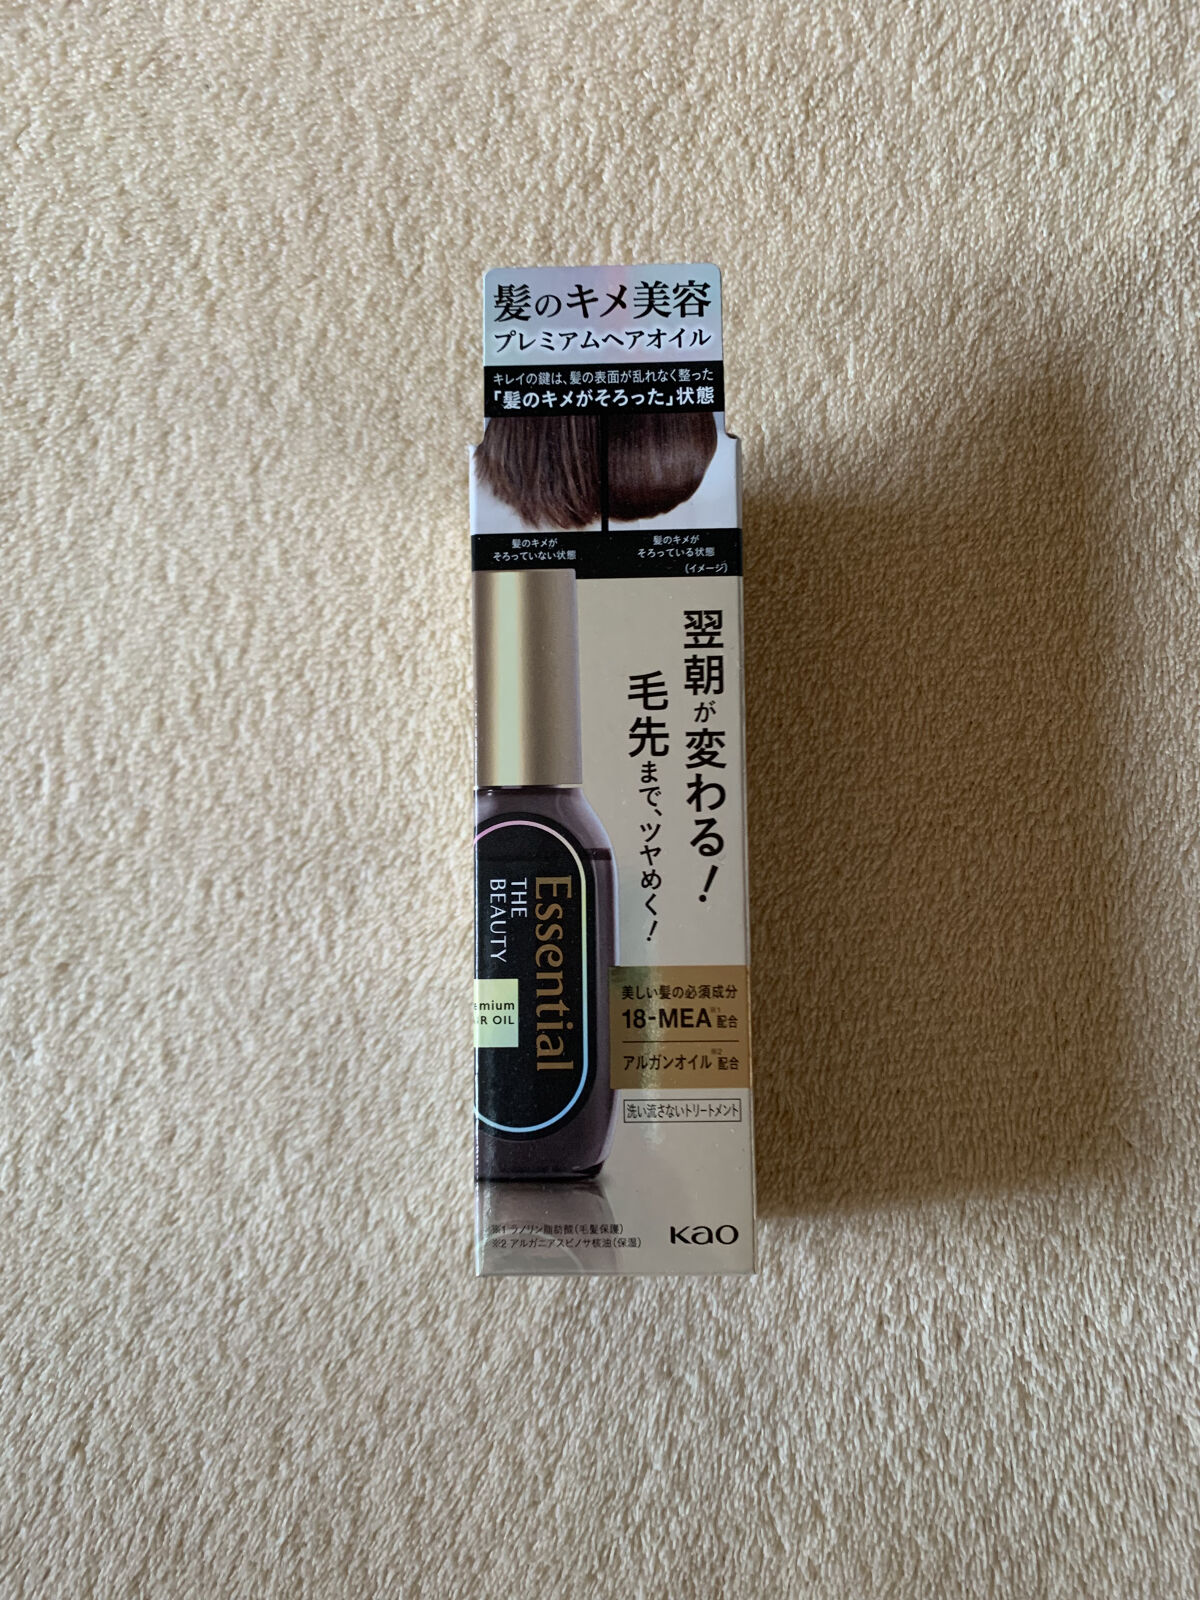 髪のキメ美容
プレミアムヘアオイル
キレイの鍵は、髪の表面が乱れなく整った
「髪のキメがそろった」状態
髪のキメが
そろっていない状態
髪のキメが
そろっている状態
(イメージ)
翌朝が変わる!
毛先まで、ツヤめく!
Essential
THE
BEAUTY
emium
R OIL
美しい髪の必須成分
18-MEA※1配合
アルガンオイル※2配合
洗い流さないトリートメント
※1 ラノリン脂肪酸(毛髪保護)
※2 アルガニアスピノサ核油(保湿)
Kao